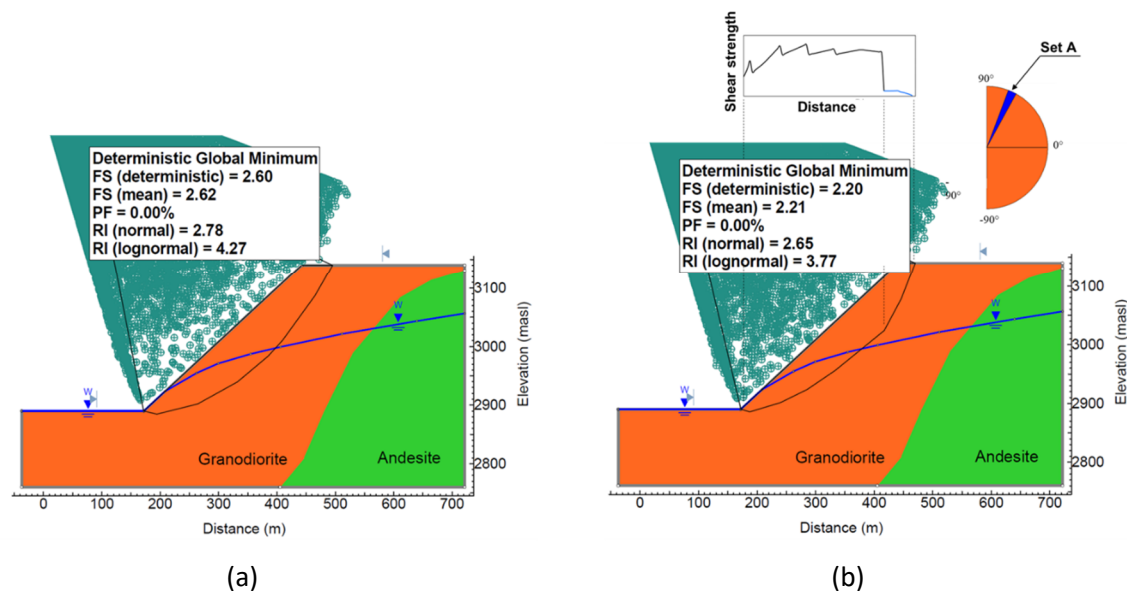 Deterministic Global Minimum
FS (deterministic) = 2.60
FS (mean) = 2.62
PF = 0.00%
RI (normal) = 2.78
RI (lognormal) = 4.27
W
W
3100
3000
2900
2800
Elevation (masl)
Granodiorite
Andesite
0 100 200 300 400 500 600 700
Distance (m)
(a)
Shear strength
Distance
Set A
90°
0°
-90°
-90°
Deterministic Global Minimum
FS (deterministic) = 2.20
FS (mean) = 2.21
PF = 0.00%
RI (normal) = 2.65
RI (lognormal) = 3.77
W
W
3100
3000
2900
2800
Elevation (masl)
Granodiorite
Andesite
0 100 200 300 400 500 600 700
Distance (m)
(b)